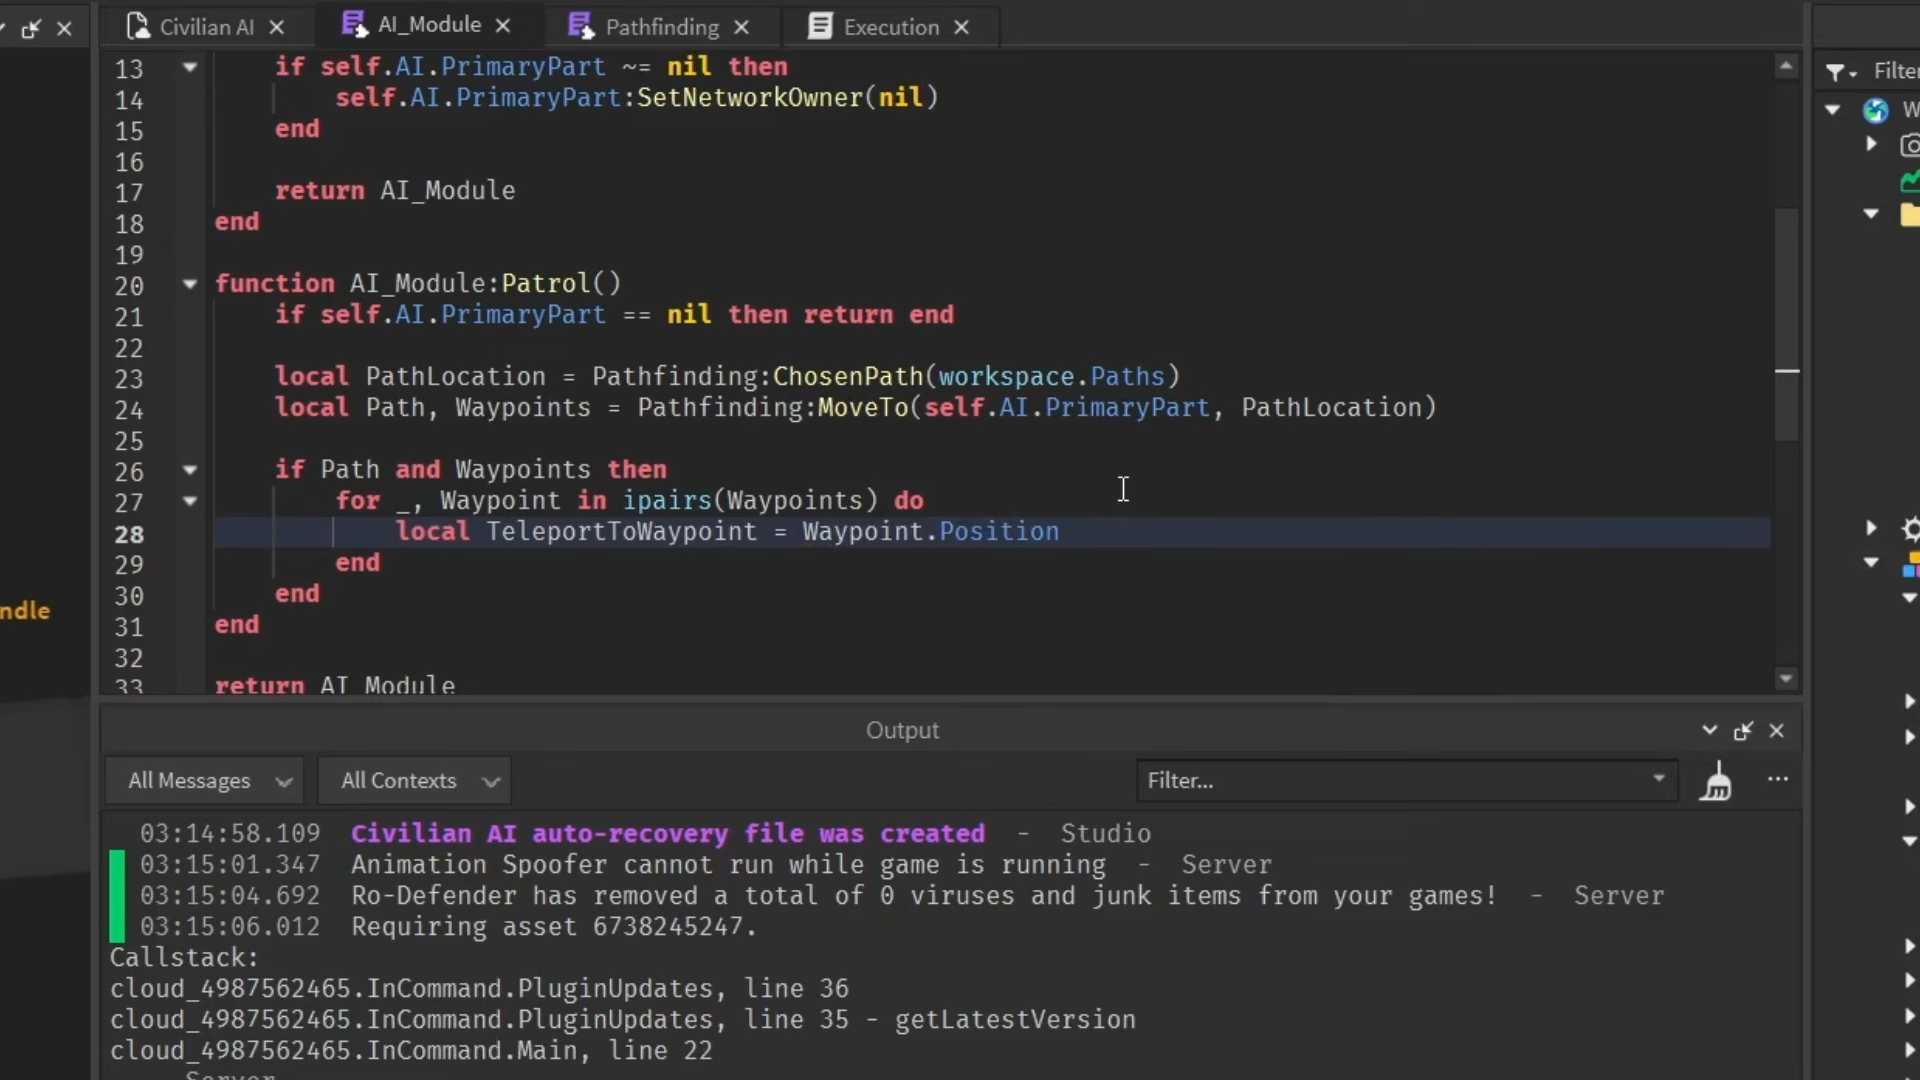 Civilian AI
AI_Module
Pathfinding
Execution
Filter
13 if self.AI.PrimaryPart ~= nil then
14 self.AI.PrimaryPart:SetNetworkOwner(nil)
15 end
16
17 return AI_Module
18 end
19
20 function AI_Module:Patrol()
21 if self.AI.PrimaryPart == nil then return end
22
23 local PathLocation = Pathfinding:ChosenPath(workspace.Paths)
24 local Path, Waypoints = Pathfinding:MoveTo(self.AI.PrimaryPart, PathLocation)
25
26 if Path and Waypoints then
27 for _, Waypoint in ipairs(Waypoints) do
28 local TeleportToWaypoint = Waypoint.Position
29 end
30 end
31 end
32
33 return AI_Module
ndle
W
Output
All Messages
All Contexts
Filter...
03:14:58.109 Civilian AI auto-recovery file was created - Studio
03:15:01.347 Animation Spoofer cannot run while game is running - Server
03:15:04.692 Ro-Defender has removed a total of 0 viruses and junk items from your games! - Server
03:15:06.012 Requiring asset 6738245247.
Callstack:
cloud_4987562465.InCommand.PluginUpdates, line 36
cloud_4987562465.InCommand.PluginUpdates, line 35 - getLatestVersion
cloud_4987562465.InCommand.Main, line 22
Server